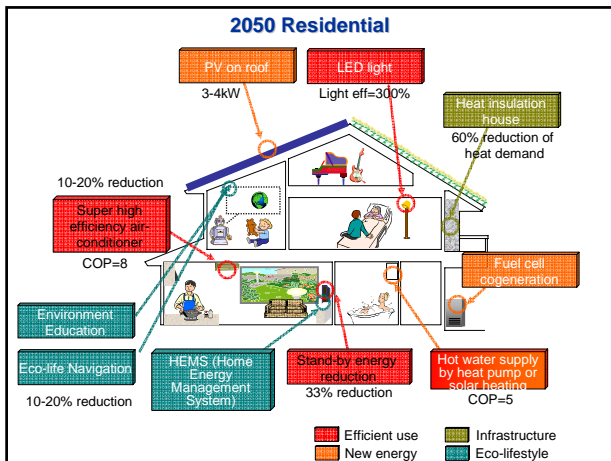 2050 Residential
PV on roof
3-4kW
LED light
Light eff=300%
Heat insulation
house
60% reduction of
heat demand
10-20% reduction
Super high
efficiency air-
conditioner
COP=8
Fuel cell
cogeneration
Environment
Education
Eco-life Navigation
10-20% reduction
HEMS (Home
Energy
Management
System)
Stand-by energy
reduction
33% reduction
Hot water supply
by heat pump or
solar heating
COP=5
Efficient use
Infrastructure
New energy
Eco-lifestyle